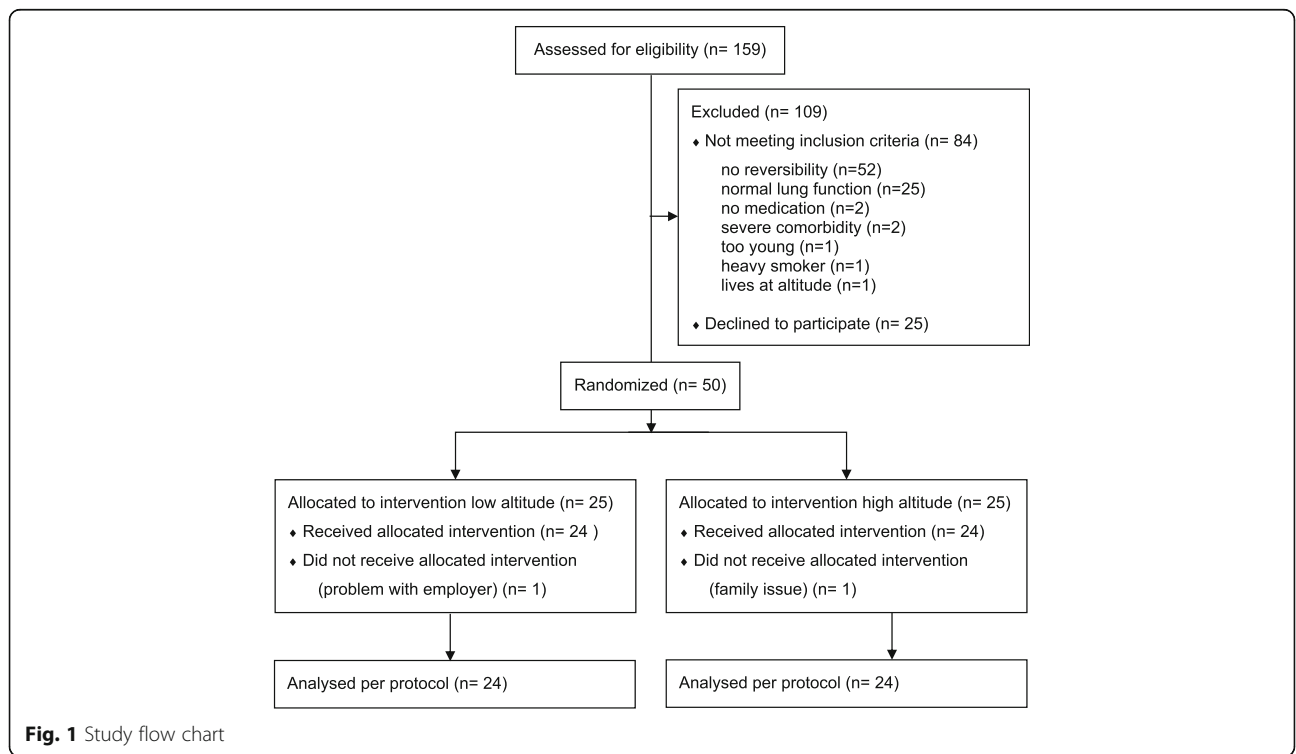 Assessed for eligibility (n= 159)
Excluded (n= 109)
♦ Not meeting inclusion criteria (n= 84)
no reversibility (n=52)
normal lung function (n=25)
no medication (n=2)
severe comorbidity (n=2)
too young (n=1)
heavy smoker (n=1)
lives at altitude (n=1)
♦ Declined to participate (n= 25)
Randomized (n= 50)
Allocated to intervention low altitude (n= 25)
♦ Received allocated intervention (n= 24 )
♦ Did not receive allocated intervention
(problem with employer) (n= 1)
Allocated to intervention high altitude (n= 25)
♦ Received allocated intervention (n= 24)
♦ Did not receive allocated intervention
(family issue) (n= 1)
Analysed per protocol (n= 24)
Analysed per protocol (n= 24)
Fig. 1 Study flow chart